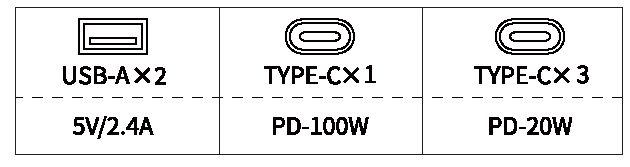 USB-A×2
TYPE-C×1
TYPE-C×3
5V/2.4A
PD-100W
PD-20W